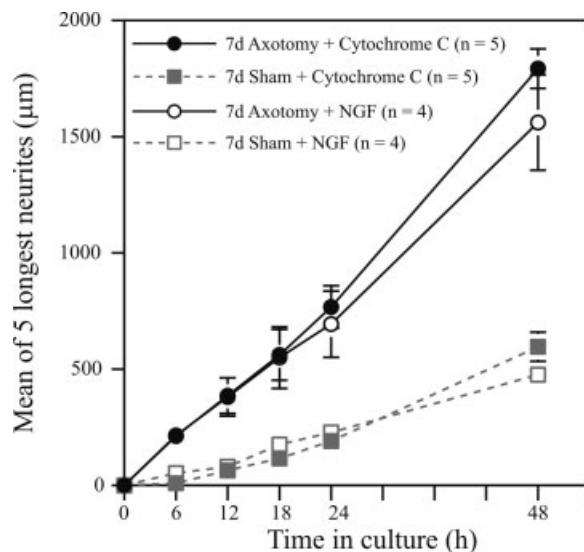 2000
1500
1000
500
0
Mean of 5 longest neurites (μm)
7d Axotomy + Cytochrome C (n = 5)
7d Sham + Cytochrome C (n = 5)
7d Axotomy + NGF (n = 4)
7d Sham + NGF (n = 4)
0 6 12 18 24 48
Time in culture (h)